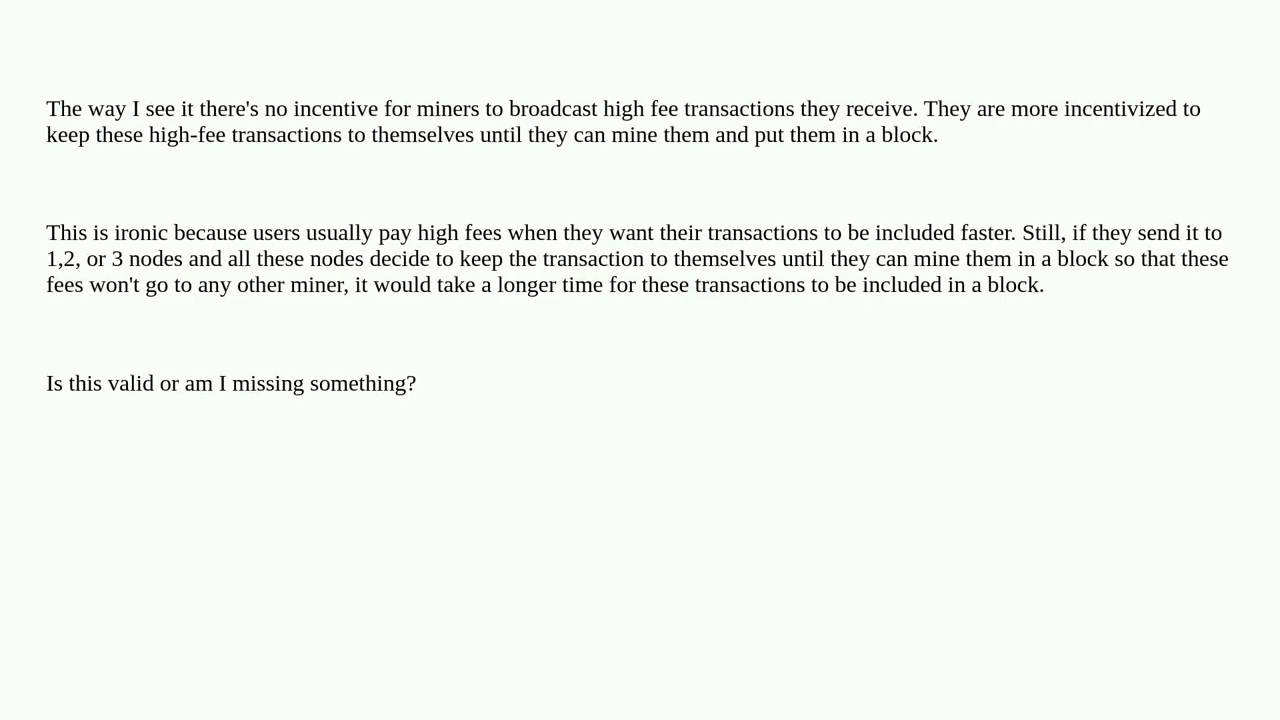 The way I see it there's no incentive for miners to broadcast high fee transactions they receive. They are more incentivized to
keep these high-fee transactions to themselves until they can mine them and put them in a block.
This is ironic because users usually pay high fees when they want their transactions to be included faster. Still, if they send it to
1,2, or 3 nodes and all these nodes decide to keep the transaction to themselves until they can mine them in a block so that these
fees won't go to any other miner, it would take a longer time for these transactions to be included in a block.
Is this valid or am I missing something?